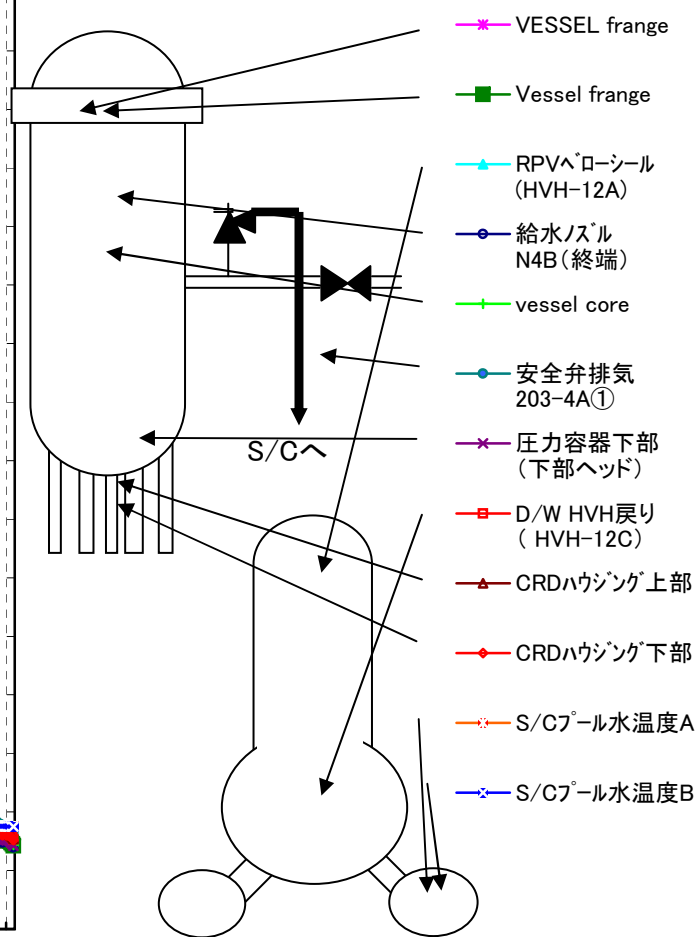 VESSEL frange
Vessel frange
RPVベローシール
(HVH-12A)
給水ノズル
N4B(終端)
vessel core
安全弁排気
203-4A①
S/Cへ
圧力容器下部
(下部ヘッド)
D/W HVH戻り
( HVH-12C)
CRDハウジング上部
CRDハウジング下部
S/Cプール水温度A
S/Cプール水温度B